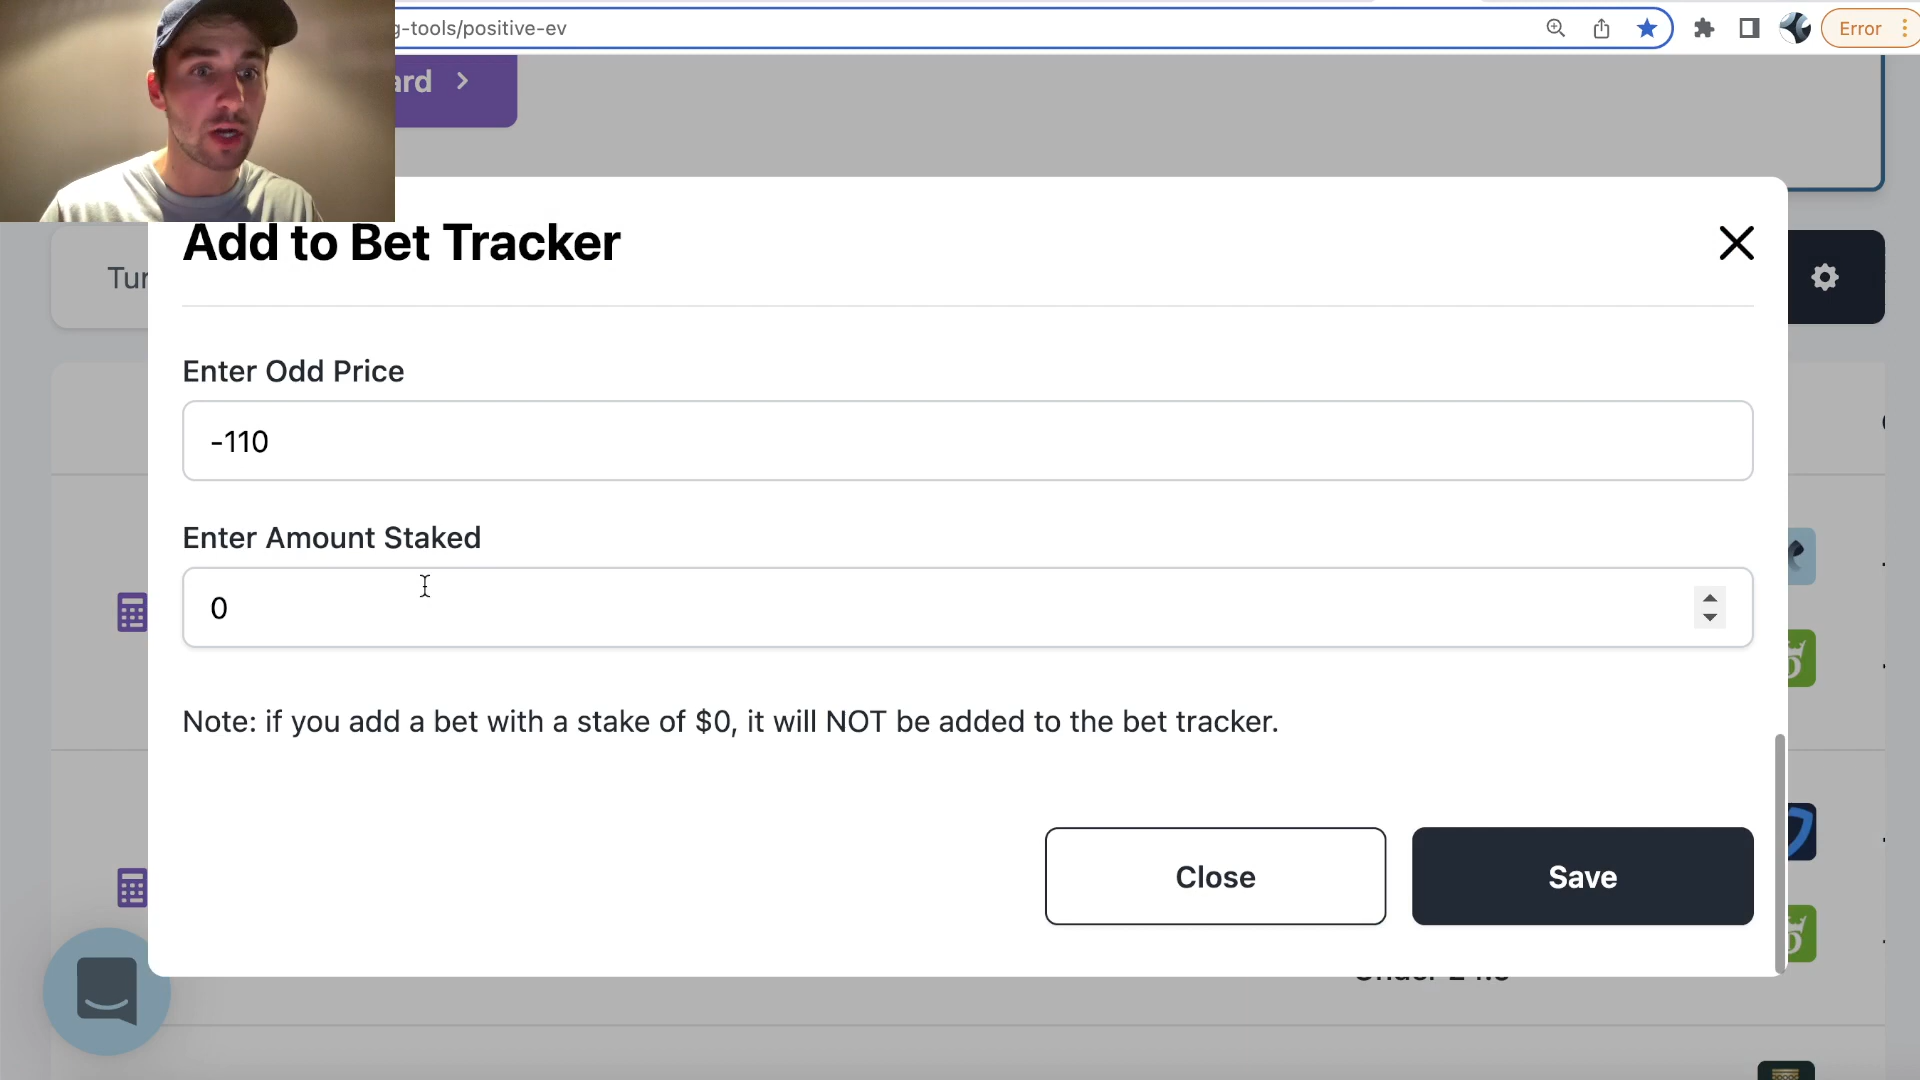 g-tools/positive-ev
Error
ard
Add to Bet Tracker
Tur
Enter Odd Price
-110
Enter Amount Staked
0
Note: if you add a bet with a stake of $0, it will NOT be added to the bet tracker.
Close
Save